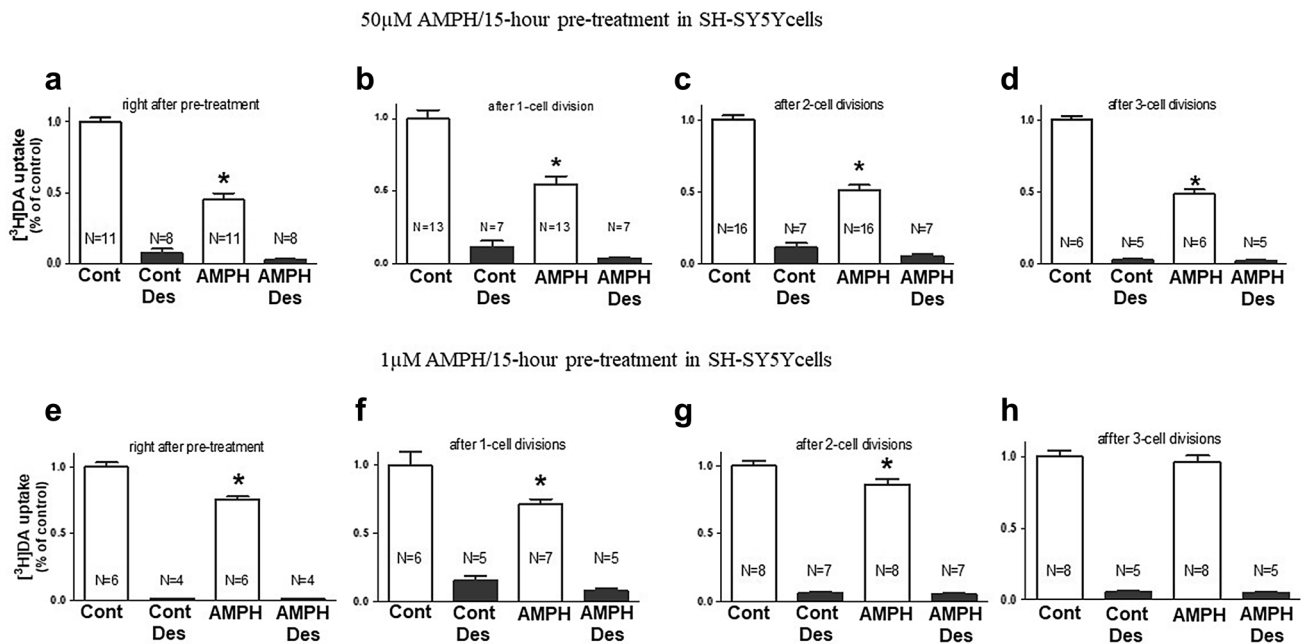 50µM AMPH/15-hour pre-treatment in SH-SY5Ycells
a
right after pre-treatment
[³H]DA uptake
(% of control)
1.0
0.5
0.0
*
N=11
N=8
N=11
N=8
Cont
Cont
Des
AMPH
AMPH
Des
b
after 1-cell division
1.0
0.5
0.0
*
N=13
N=7
N=13
N=7
Cont
Cont
Des
AMPH
AMPH
Des
c
after 2-cell divisions
1.0
0.5
0.0
*
N=16
N=7
N=16
N=7
Cont
Cont
Des
AMPH
AMPH
Des
d
after 3-cell divisions
1.0
0.5
0.0
*
N=6
N=5
N=6
N=5
Cont
Cont
Des
AMPH
AMPH
Des
1µM AMPH/15-hour pre-treatment in SH-SY5Ycells
e
right after pre-treatment
[³H]DA uptake
(% of control)
1.0
0.5
0.0
*
N=6
N=4
N=6
N=4
Cont
Cont
Des
AMPH
AMPH
Des
f
after 1-cell divisions
1.0
0.5
0.0
*
N=6
N=5
N=7
N=5
Cont
Cont
Des
AMPH
AMPH
Des
g
after 2-cell divisions
1.0
0.5
0.0
*
N=8
N=7
N=8
N=7
Cont
Cont
Des
AMPH
AMPH
Des
h
affter 3-cell divisions
1.0
0.5
0.0
N=8
N=5
N=8
N=5
Cont
Cont
Des
AMPH
AMPH
Des